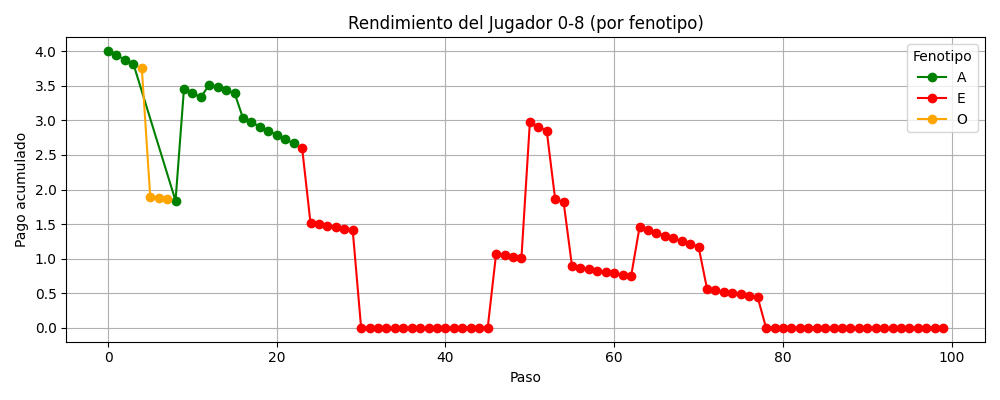 Rendimiento del Jugador 0-8 (por fenotipo)
Pago acumulado
4.0
3.5
3.0
2.5
2.0
1.5
1.0
0.5
0.0
Fenotipo
A
E
O
0
20
40
60
80
100
Paso